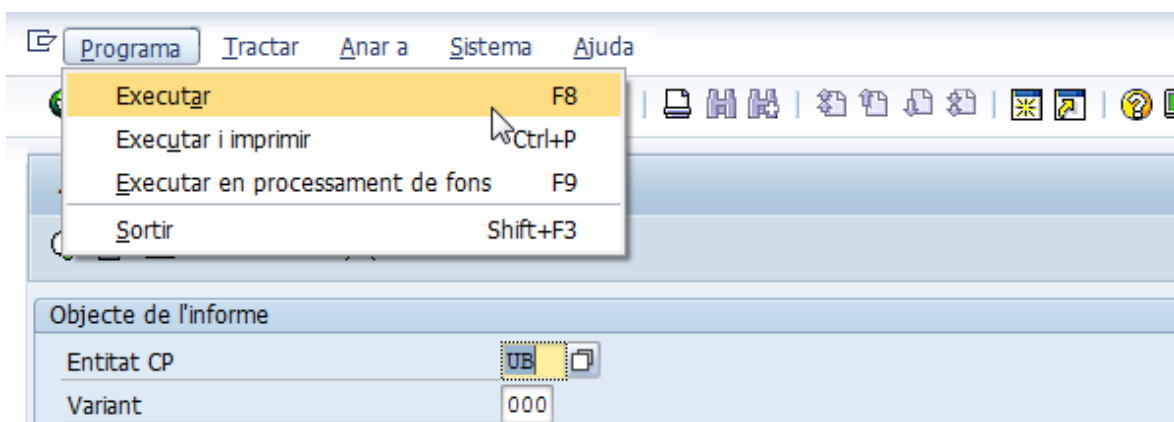 Programa Tractar Anar a Sistema Ajuda
Executar F8
Executar i imprimir Ctrl+P
Executar en processament de fons F9
Sortir Shift+F3
Objecte de l'informe
Entitat CP UB
Variant 000